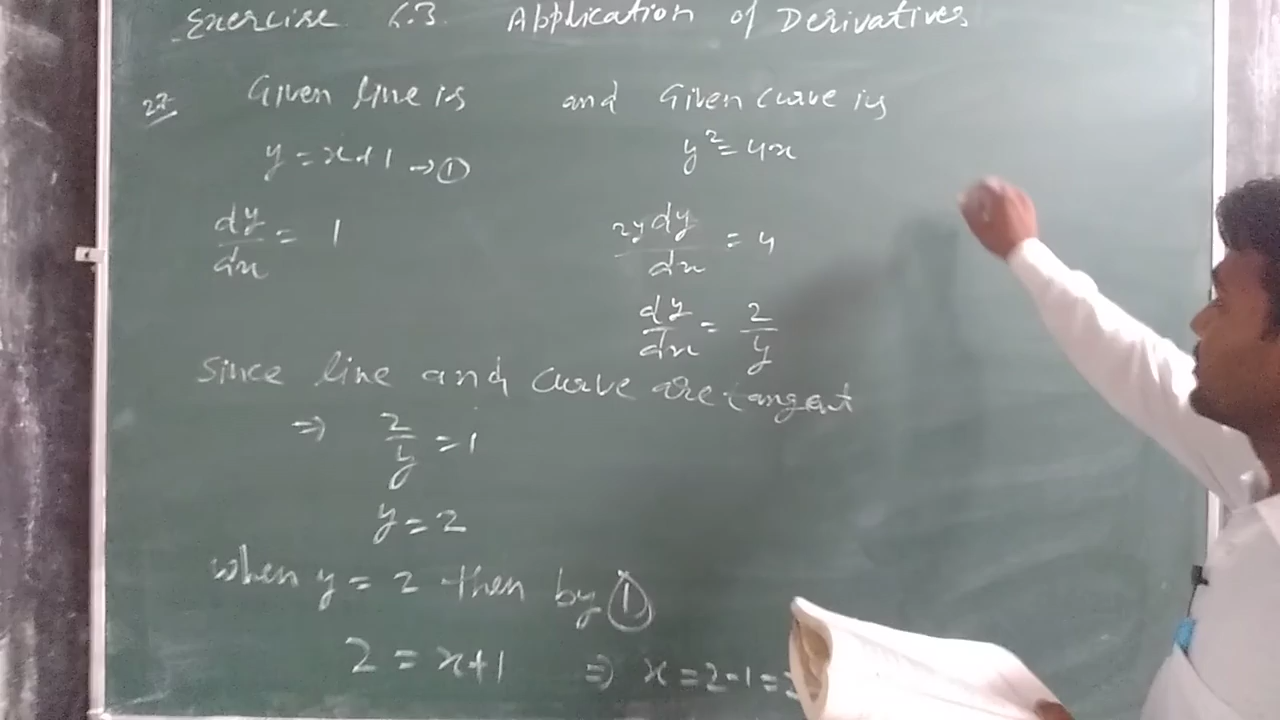 Exercise 6.3. Application of Derivatives
27 Given line is and Given curve is
y = x+1 → ① y² = 4x
dy/dx = 1 2y dy/dx = 4
dy/dx = 2/y
Since line and curve are tangent
⇒ 2/y = 1
y = 2
when y = 2 then by ①
2 = x+1 ⇒ x = 2-1 =